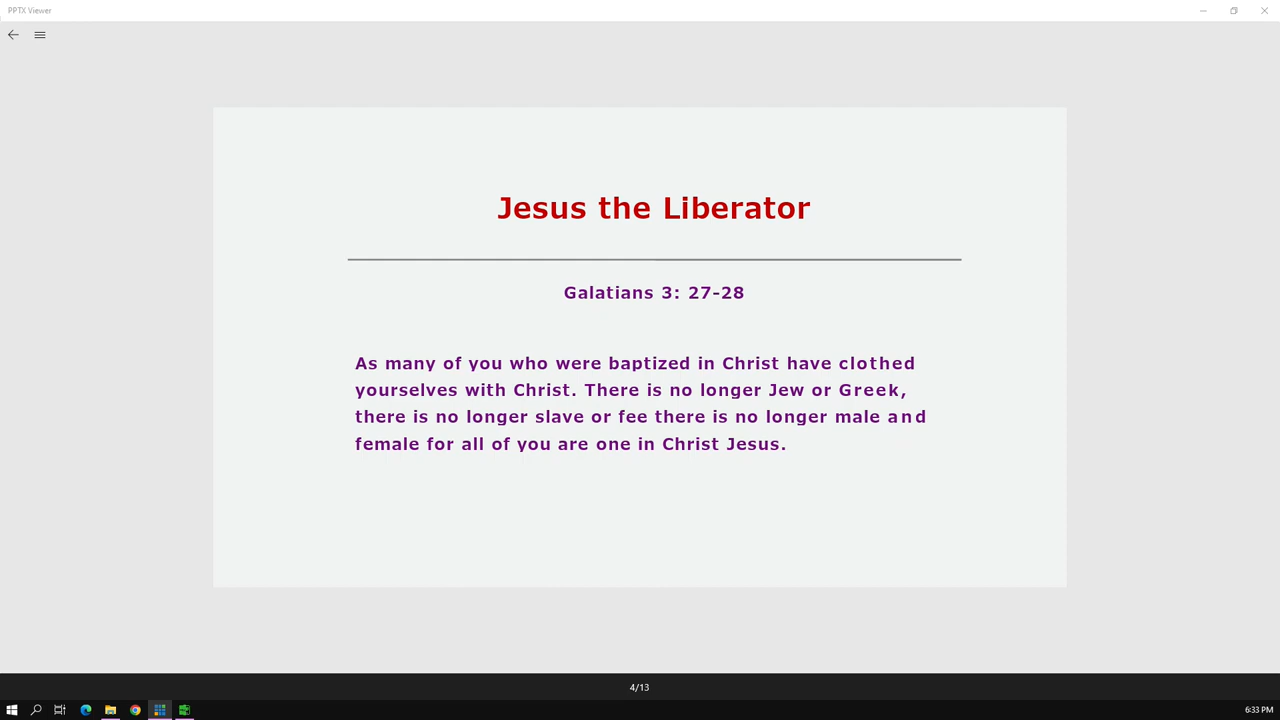 PPTX Viewer
Jesus the Liberator
Galatians 3: 27-28
As many of you who were baptized in Christ have clothed
yourselves with Christ. There is no longer Jew or Greek,
there is no longer slave or fee there is no longer male and
female for all of you are one in Christ Jesus.
4/13
6:33 PM